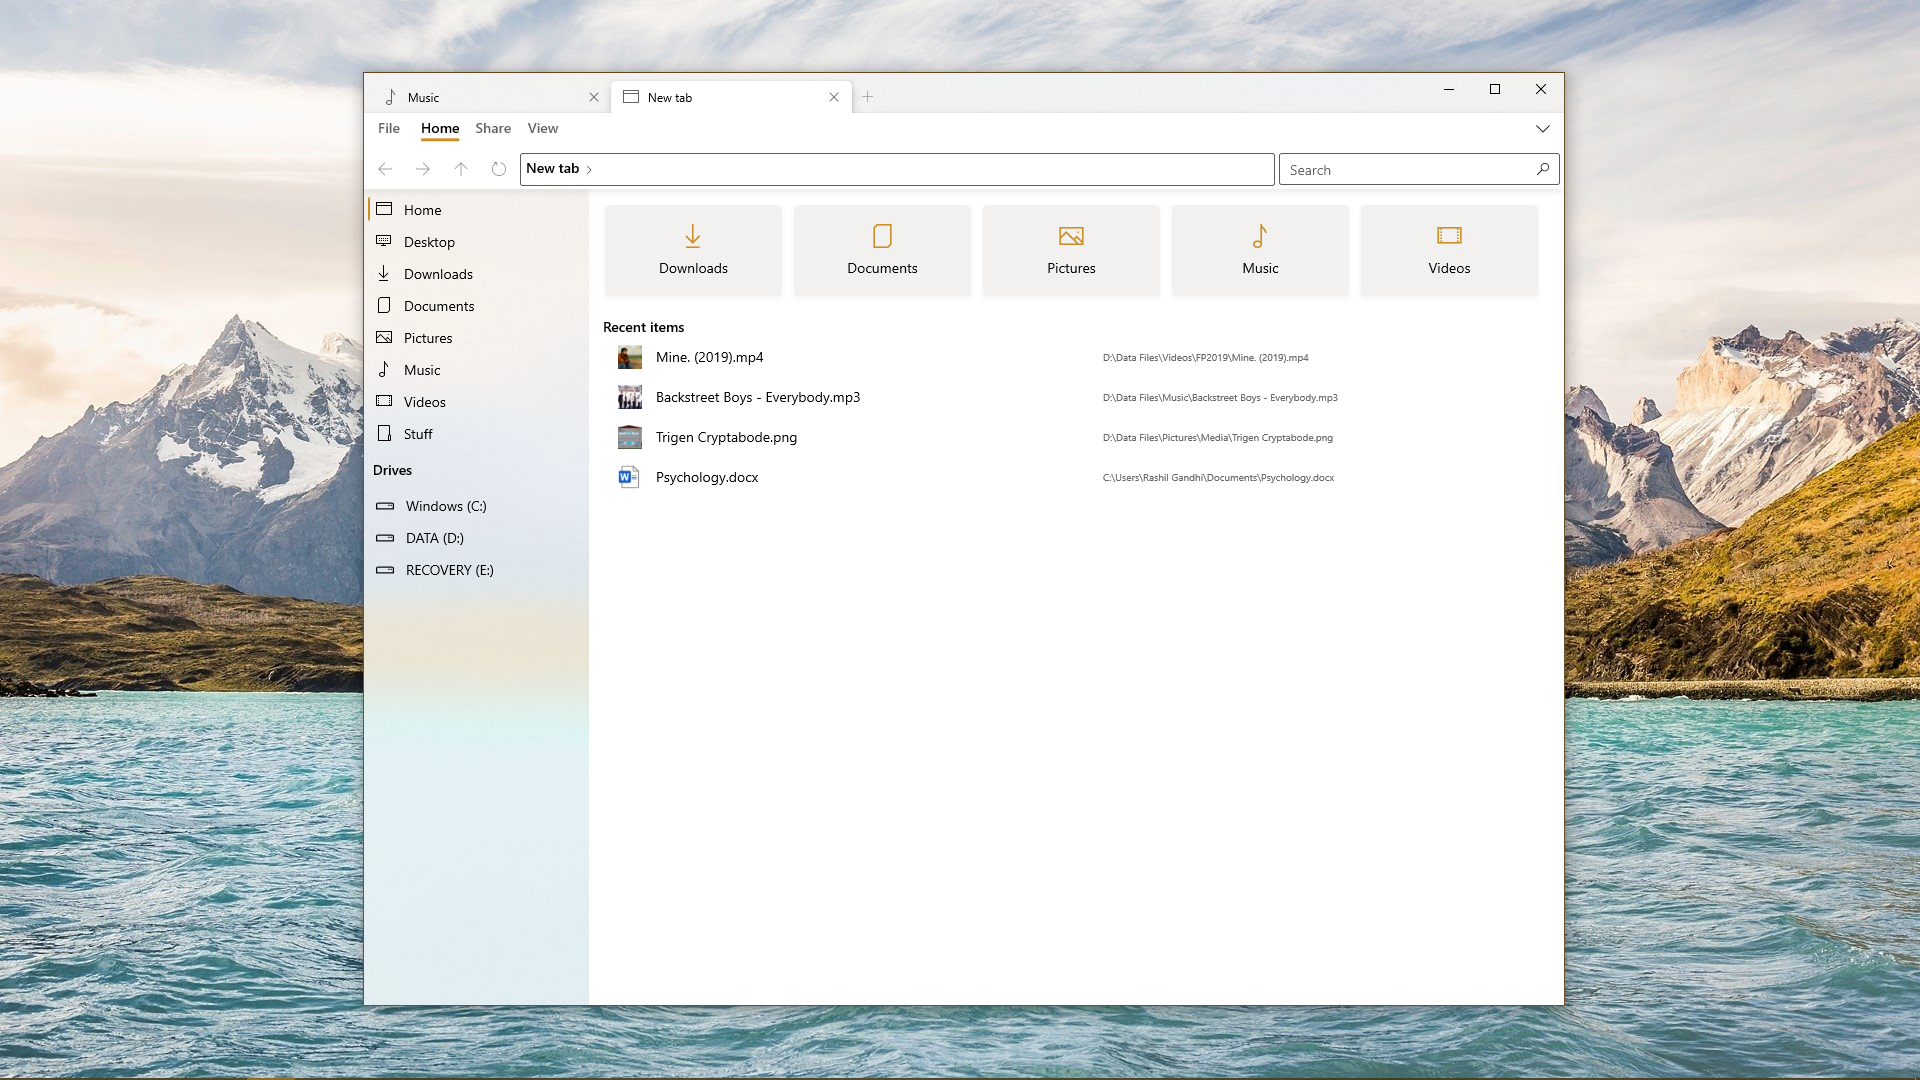 Music
New tab
File Home Share View
New tab
Search
Home
Desktop
Downloads
Documents
Pictures
Music
Videos
Stuff
Drives
Windows (C:)
DATA (D:)
RECOVERY (E:)
Downloads
Documents
Pictures
Music
Videos
Recent items
Mine. (2019).mp4 D:\Data Files\Videos\FP2019\Mine. (2019).mp4
Backstreet Boys - Everybody.mp3 D:\Data Files\Music\Backstreet Boys - Everybody.mp3
Trigen Cryptabode.png D:\Data Files\Pictures\Media\Trigen Cryptabode.png
Psychology.docx C:\Users\Rashil Gandhi\Documents\Psychology.docx